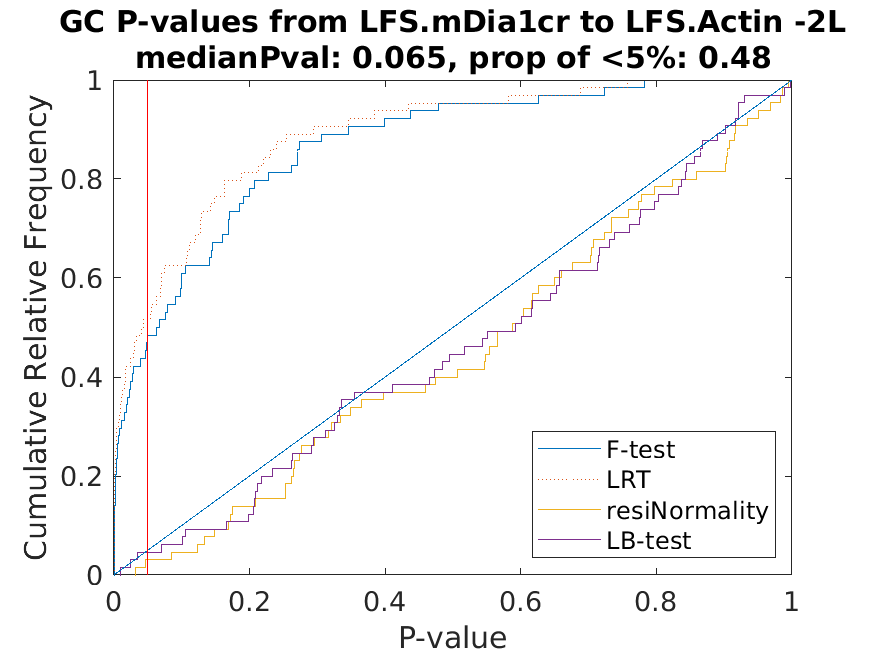 GC P-values from LFS.mDia1cr to LFS.Actin -2L
medianPval: 0.065, prop of <5%: 0.48
1
0.8
0.6
0.4
0.2
0
Cumulative Relative Frequency
F-test
LRT
resiNormality
LB-test
0
0.2
0.4
0.6
0.8
1
P-value